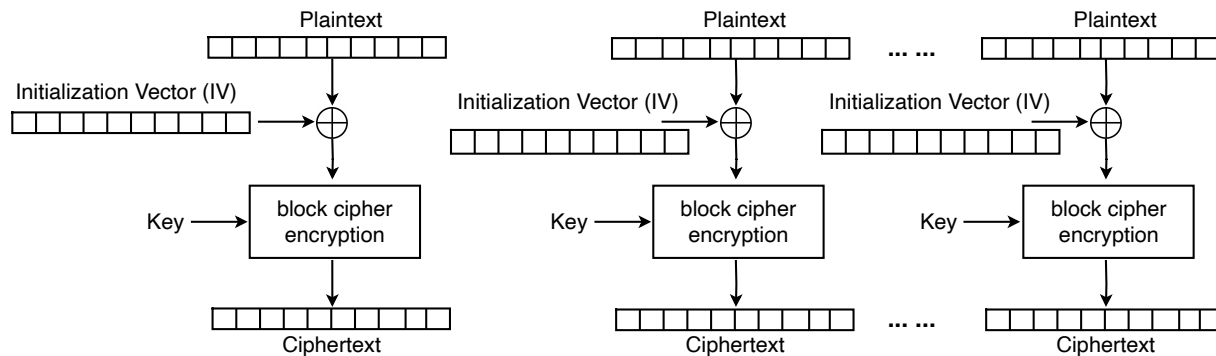 Plaintext
Plaintext
Plaintext
... ...
Initialization Vector (IV)
Initialization Vector (IV)
Initialization Vector (IV)
Key
block cipher
encryption
Key
block cipher
encryption
Key
block cipher
encryption
... ...
Ciphertext
Ciphertext
Ciphertext